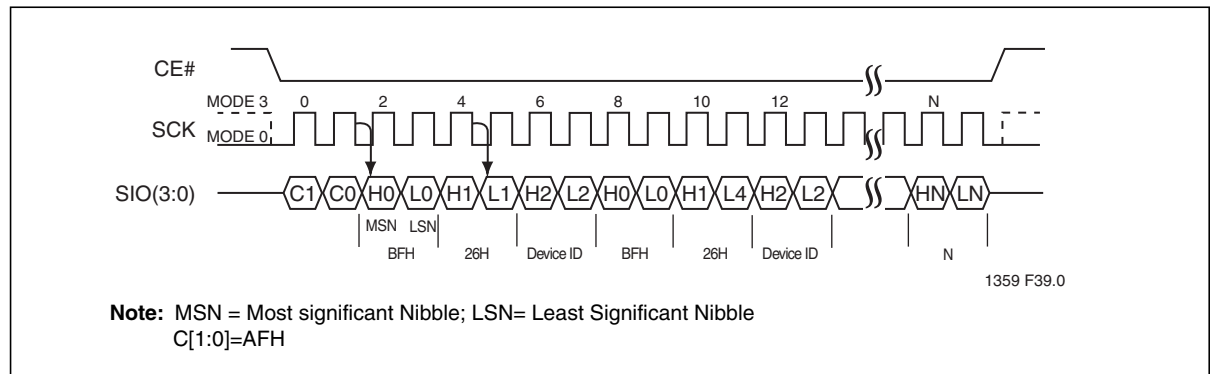 CE#
MODE 3 0 2 4 6 8 10 12 N
SCK
MODE 0
SIO(3:0) C1 C0 H0 L0 H1 L1 H2 L2 H0 L0 H1 L4 H2 L2 HN LN
MSN LSN
BFH 26H Device ID BFH 26H Device ID N
1359 F39.0
Note: MSN = Most significant Nibble; LSN= Least Significant Nibble
C[1:0]=AFH